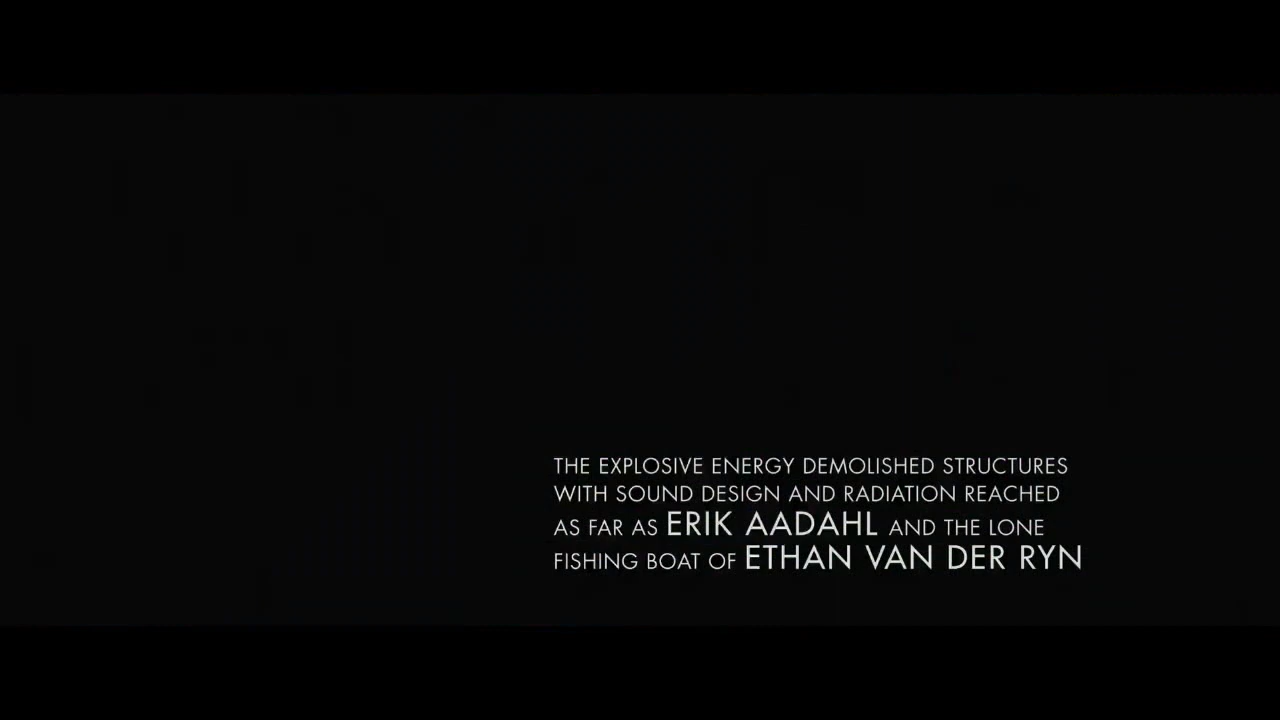 THE EXPLOSIVE ENERGY DEMOLISHED STRUCTURES
WITH SOUND DESIGN AND RADIATION REACHED
AS FAR AS ERIK AADAHL AND THE LONE
FISHING BOAT OF ETHAN VAN DER RYN